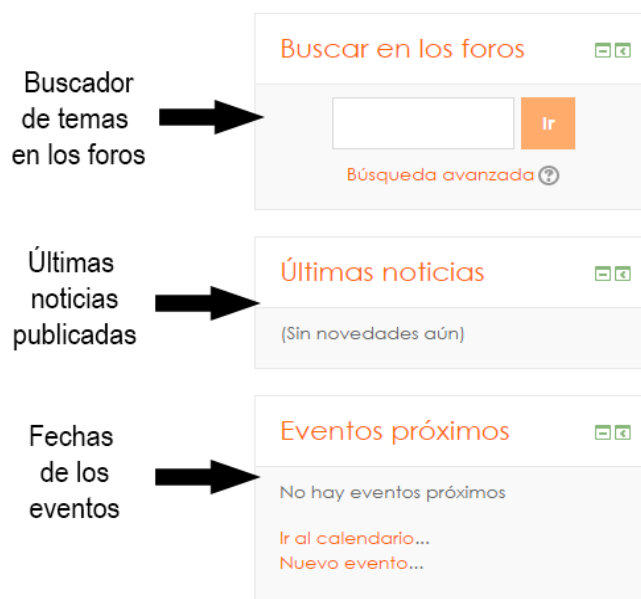 Buscador
de temas
en los foros
Buscar en los foros
Ir
Búsqueda avanzada
Últimas
noticias
publicadas
Últimas noticias
(Sin novedades aún)
Fechas
de los
eventos
Eventos próximos
No hay eventos próximos
Ir al calendario...
Nuevo evento...